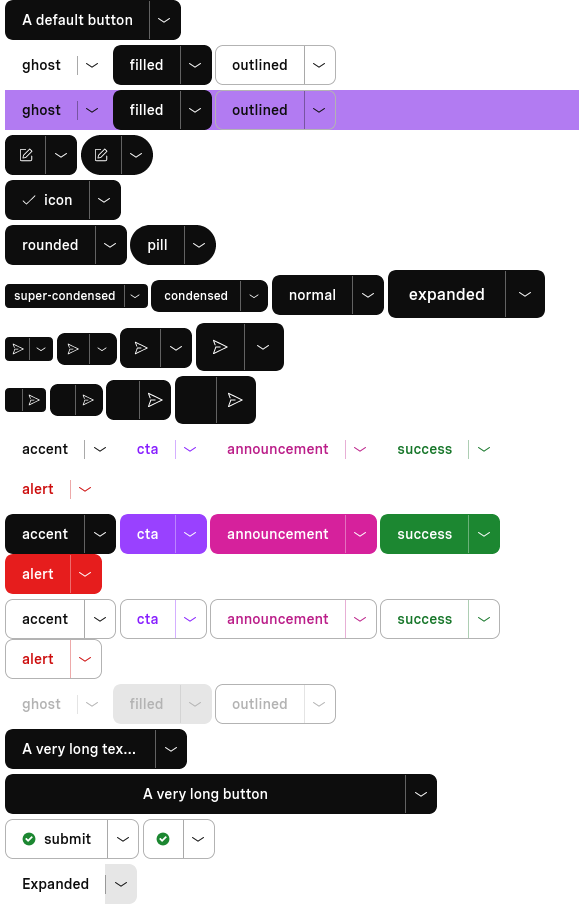 A default button
ghost filled outlined
ghost filled outlined
icon
rounded pill
super-condensed condensed normal expanded
accent cta announcement success
alert
accent cta announcement success
alert
accent cta announcement success
alert
ghost filled outlined
A very long tex...
A very long button
submit
Expanded